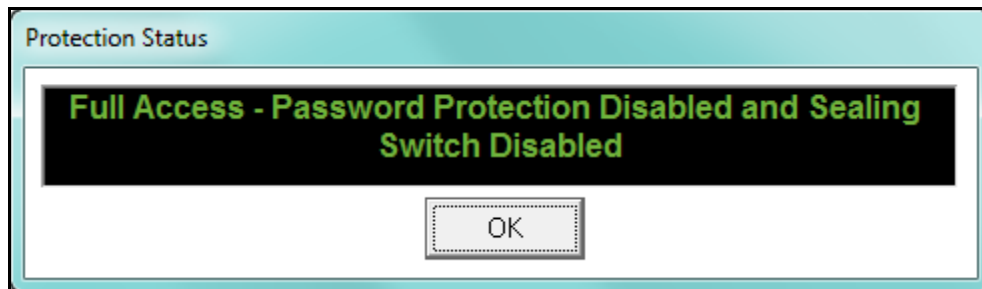 Protection Status
Full Access - Password Protection Disabled and Sealing
Switch Disabled
OK